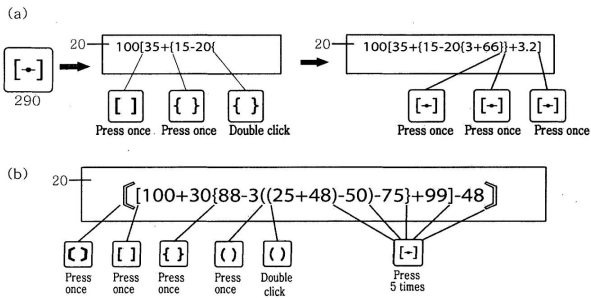 (a)
20 100[35+{15-20{ 20 100[35+{15-20{3+66}}+3.2]
[→]
290
[ ] { } { } [→] [→] [→]
Press once Press once Double click Press once Press once Press once
(b)
20
⟦[100+30{88-3((25+48)-50)-75}+99]-48⟧
⟦⟧ [ ] { } ( ) ( ) [→]
Press once Press once Press once Press once Double click Press 5 times